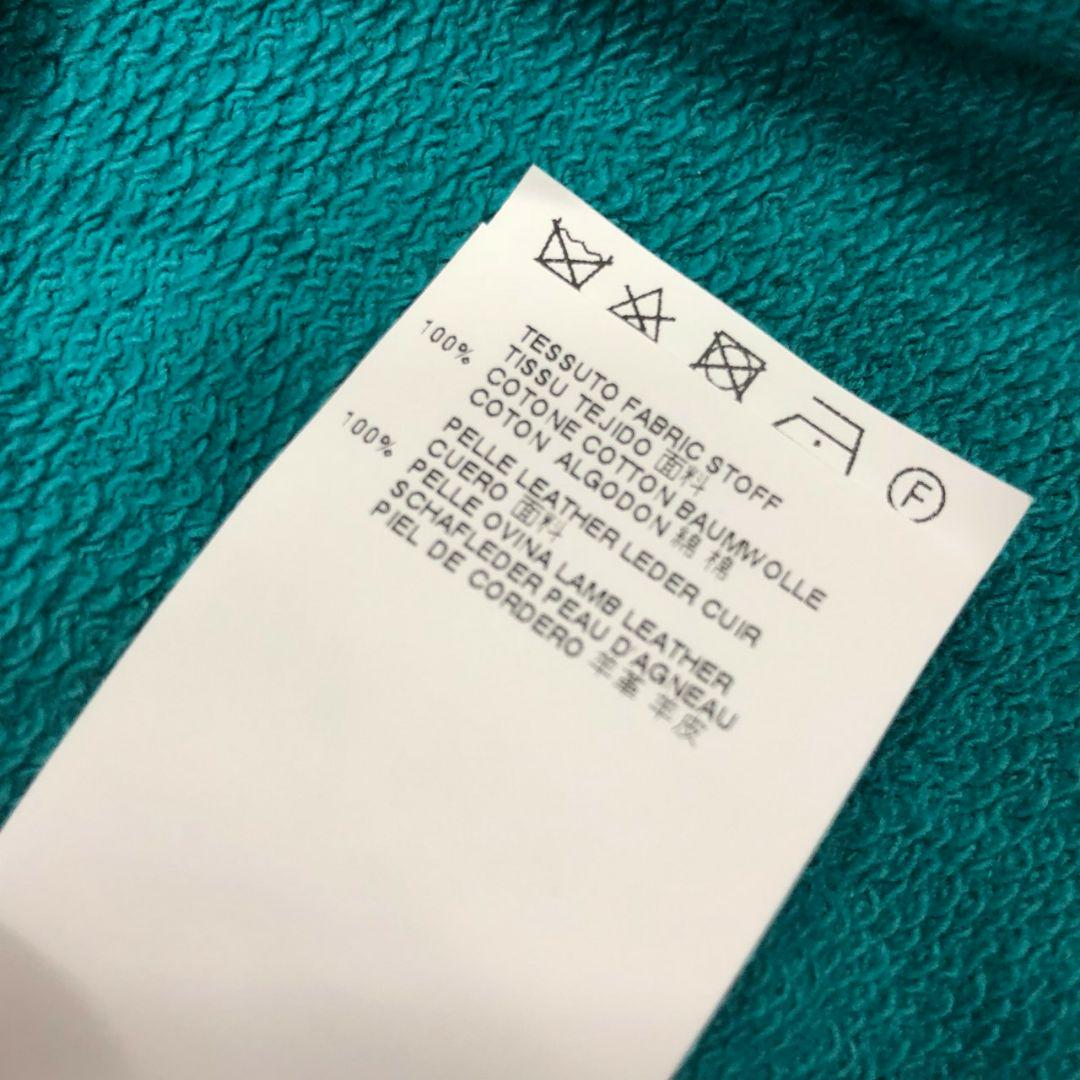 100% TESSUTO FABRIC STOFF
TISSU TEJIDO 面料
COTONE COTTON BAUMWOLLE
COTON ALGODON 綿 棉
100% PELLE LEATHER LEDER CUIR
CUERO 面料
PELLE OVINA LAMB LEATHER
SCHAFLEDER PEAU D'AGNEAU
PIEL DE CORDERO 羊革 羊皮
F